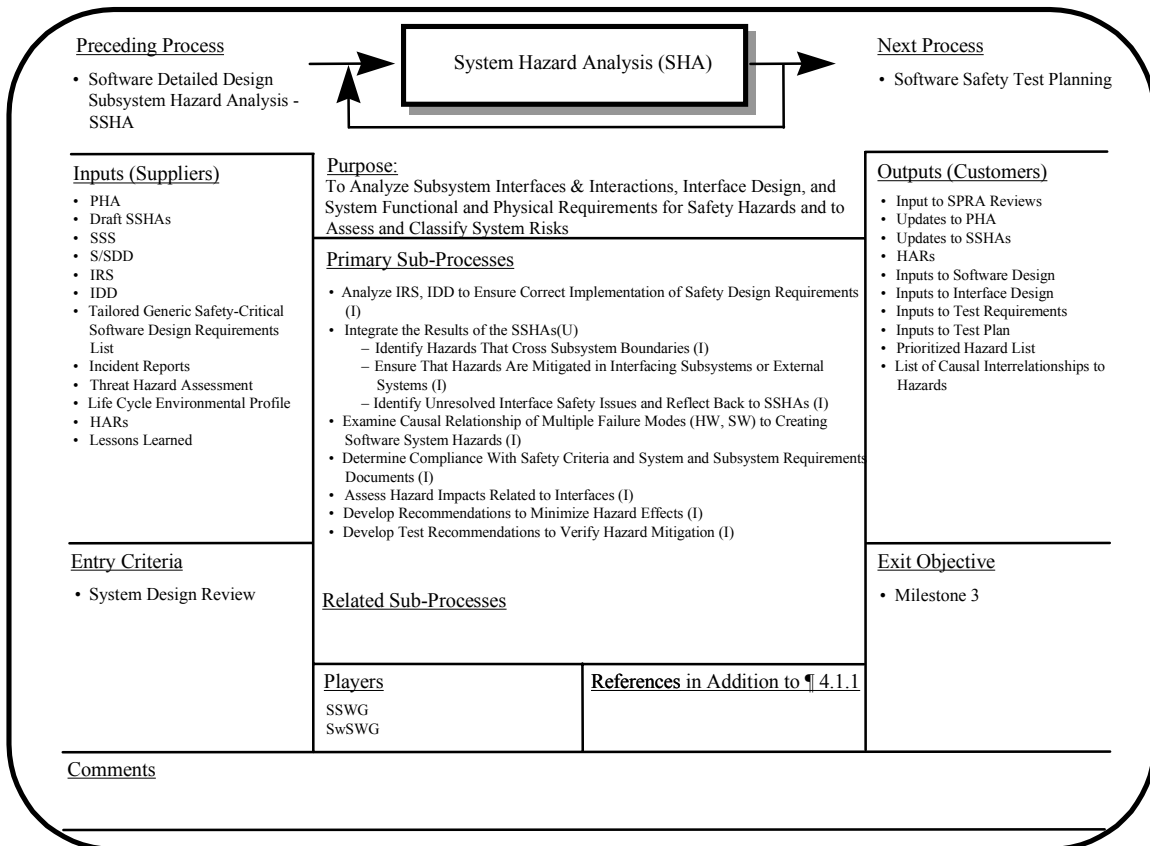 Preceding Process
• Software Detailed Design
Subsystem Hazard Analysis -
SSHA
System Hazard Analysis (SHA)
Next Process
• Software Safety Test Planning
Inputs (Suppliers)
• PHA
• Draft SSHAs
• SSS
• S/SDD
• IRS
• IDD
• Tailored Generic Safety-Critical
Software Design Requirements
List
• Incident Reports
• Threat Hazard Assessment
• Life Cycle Environmental Profile
• HARs
• Lessons Learned
Purpose:
To Analyze Subsystem Interfaces & Interactions, Interface Design, and
System Functional and Physical Requirements for Safety Hazards and to
Assess and Classify System Risks
Primary Sub-Processes
• Analyze IRS, IDD to Ensure Correct Implementation of Safety Design Requirements
(I)
• Integrate the Results of the SSHAs(U)
– Identify Hazards That Cross Subsystem Boundaries (I)
– Ensure That Hazards Are Mitigated in Interfacing Subsystems or External
Systems (I)
– Identify Unresolved Interface Safety Issues and Reflect Back to SSHAs (I)
• Examine Causal Relationship of Multiple Failure Modes (HW, SW) to Creating
Software System Hazards (I)
• Determine Compliance With Safety Criteria and System and Subsystem Requirements
Documents (I)
• Assess Hazard Impacts Related to Interfaces (I)
• Develop Recommendations to Minimize Hazard Effects (I)
• Develop Test Recommendations to Verify Hazard Mitigation (I)
Related Sub-Processes
Outputs (Customers)
• Input to SPRA Reviews
• Updates to PHA
• Updates to SSHAs
• HARs
• Inputs to Software Design
• Inputs to Interface Design
• Inputs to Test Requirements
• Inputs to Test Plan
• Prioritized Hazard List
• List of Causal Interrelationships to
Hazards
Entry Criteria
• System Design Review
Exit Objective
• Milestone 3
Players
SSWG
SwSWG
References in Addition to ¶ 4.1.1
Comments